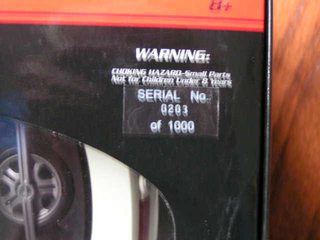 WARNING:
CHOKING HAZARD-Small Parts
Not for Children Under 8 Years
SERIAL No.
0203
of 1000